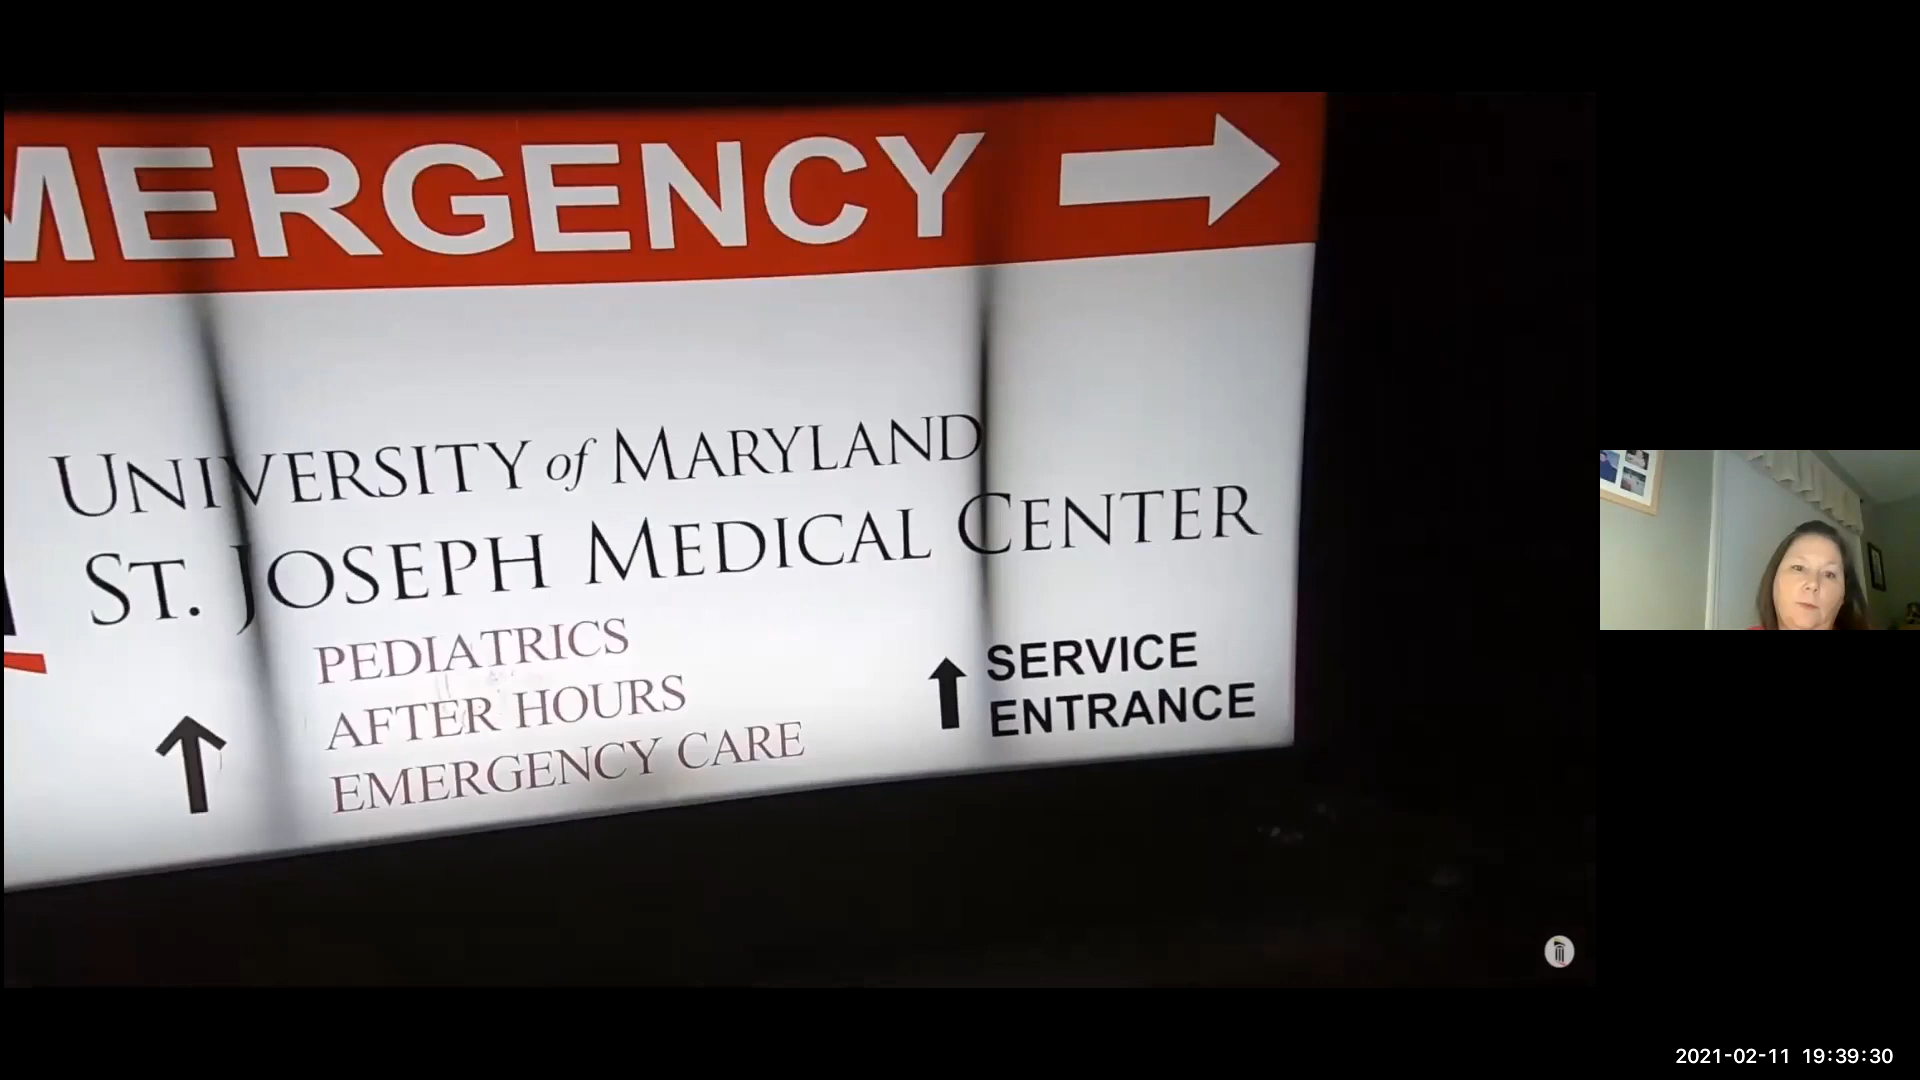 MERGENCY
UNIVERSITY of MARYLAND
ST. JOSEPH MEDICAL CENTER
PEDIATRICS
AFTER HOURS
EMERGENCY CARE
SERVICE
ENTRANCE
2021-02-11 19:39:30